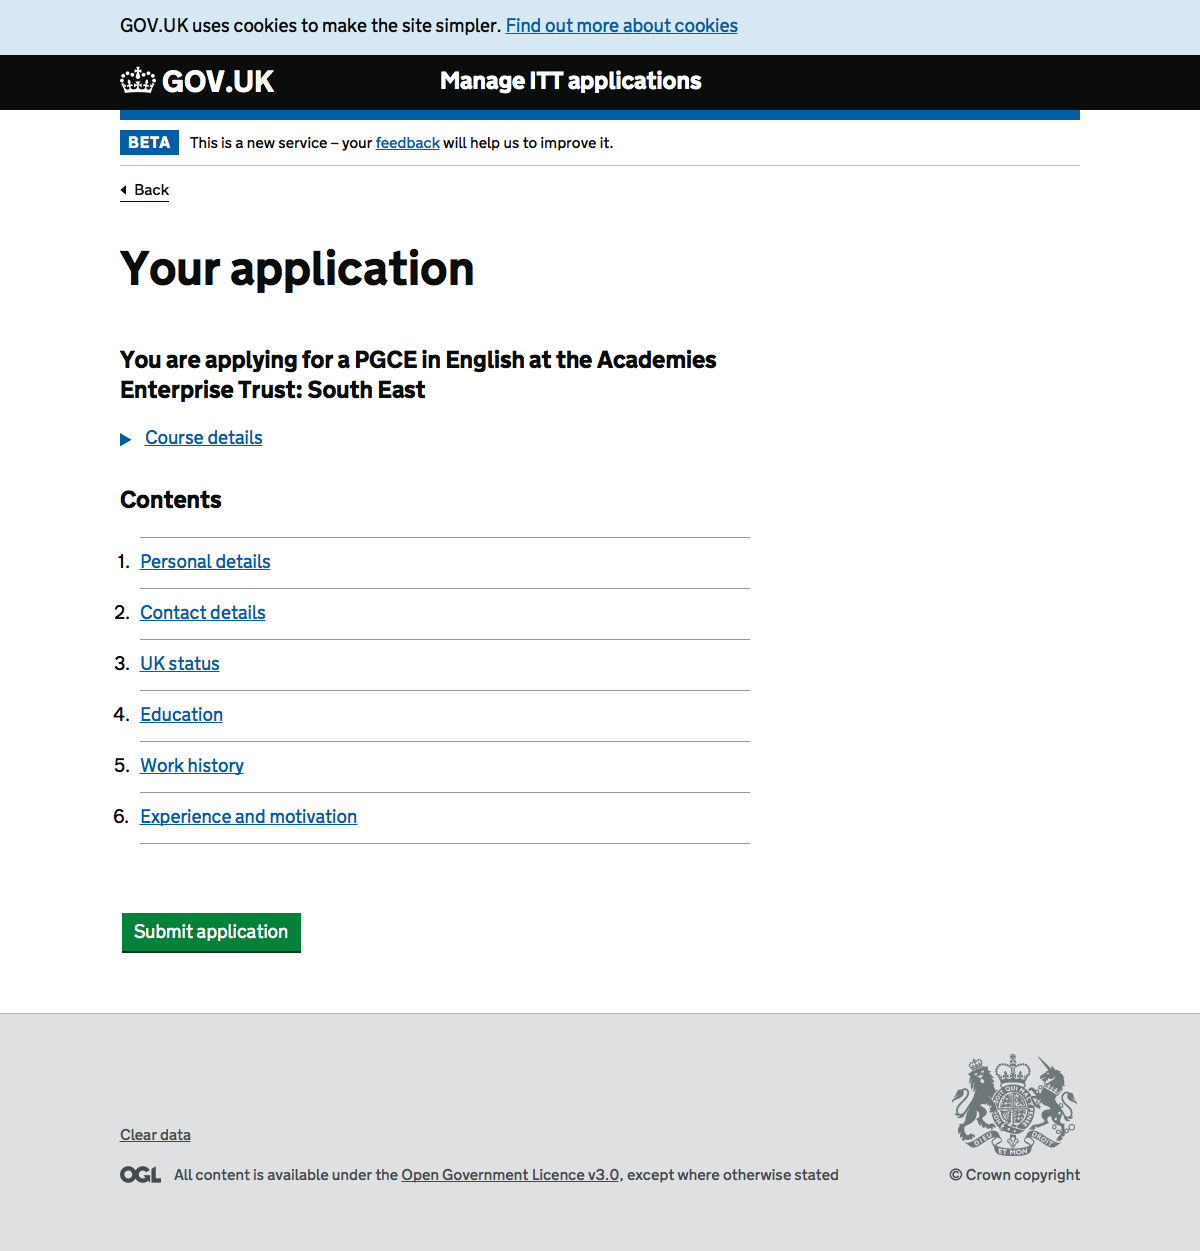 GOV.UK uses cookies to make the site simpler. Find out more about cookies
GOV.UK
Manage ITT applications
BETA This is a new service – your feedback will help us to improve it.
Back
Your application
You are applying for a PGCE in English at the Academies
Enterprise Trust: South East
Course details
Contents
1. Personal details
2. Contact details
3. UK status
4. Education
5. Work history
6. Experience and motivation
Submit application
Clear data
OGL All content is available under the Open Government Licence v3.0, except where otherwise stated
DIEU ET MON DROIT
© Crown copyright